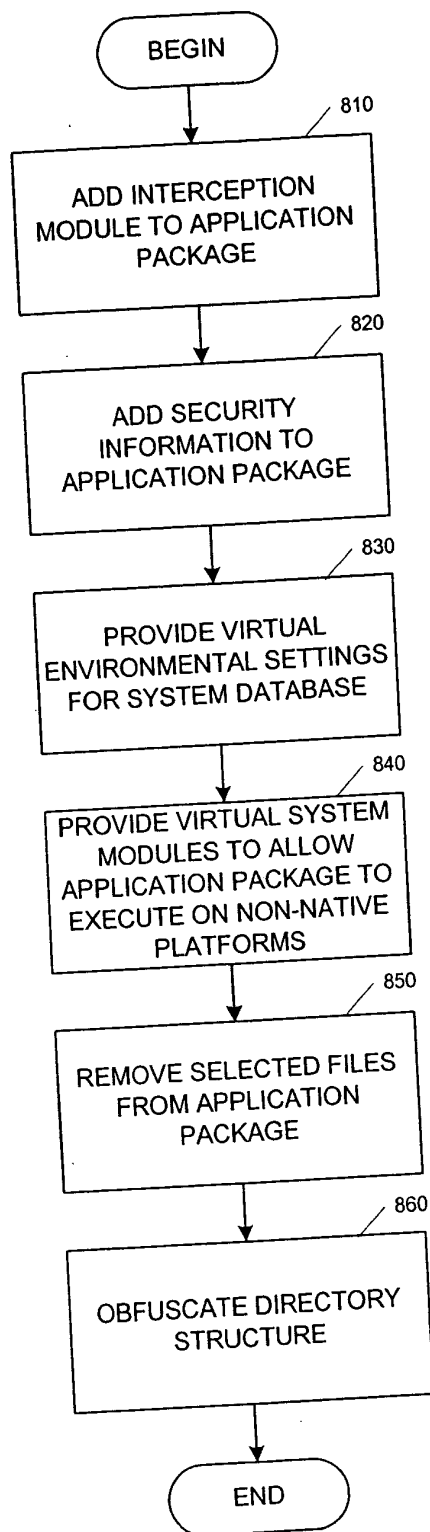 BEGIN
810
ADD INTERCEPTION
MODULE TO APPLICATION
PACKAGE
820
ADD SECURITY
INFORMATION TO
APPLICATION PACKAGE
830
PROVIDE VIRTUAL
ENVIRONMENTAL SETTINGS
FOR SYSTEM DATABASE
840
PROVIDE VIRTUAL SYSTEM
MODULES TO ALLOW
APPLICATION PACKAGE TO
EXECUTE ON NON-NATIVE
PLATFORMS
850
REMOVE SELECTED FILES
FROM APPLICATION
PACKAGE
860
OBFUSCATE DIRECTORY
STRUCTURE
END